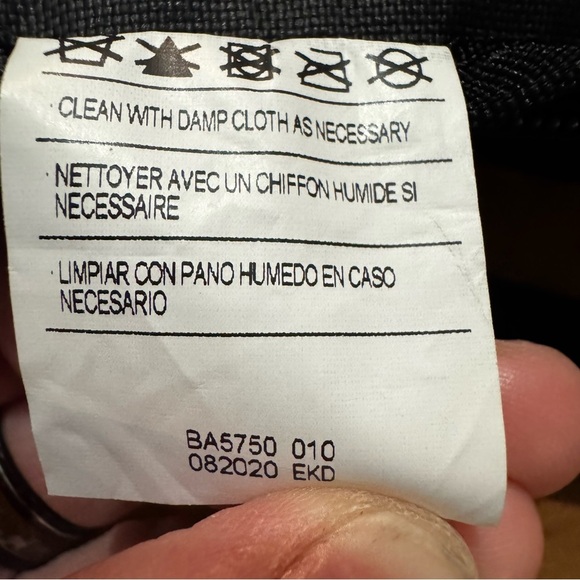 · CLEAN WITH DAMP CLOTH AS NECESSARY
· NETTOYER AVEC UN CHIFFON HUMIDE SI
NECESSAIRE
· LIMPIAR CON PANO HUMEDO EN CASO
NECESARIO
BA5750 010
082020 EKD